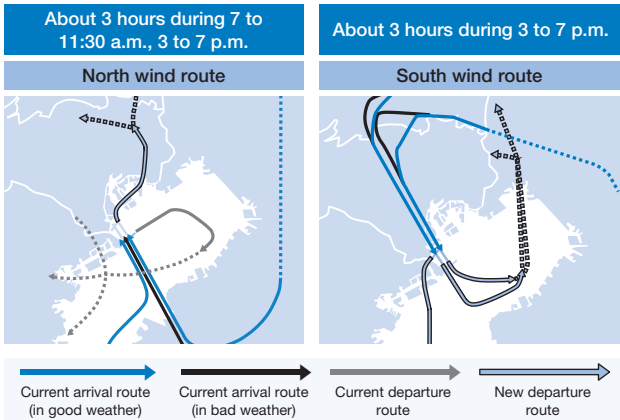 About 3 hours during 7 to
11:30 a.m., 3 to 7 p.m.
North wind route
About 3 hours during 3 to 7 p.m.
South wind route
Current arrival route
(in good weather)
Current arrival route
(in bad weather)
Current departure
route
New departure
route